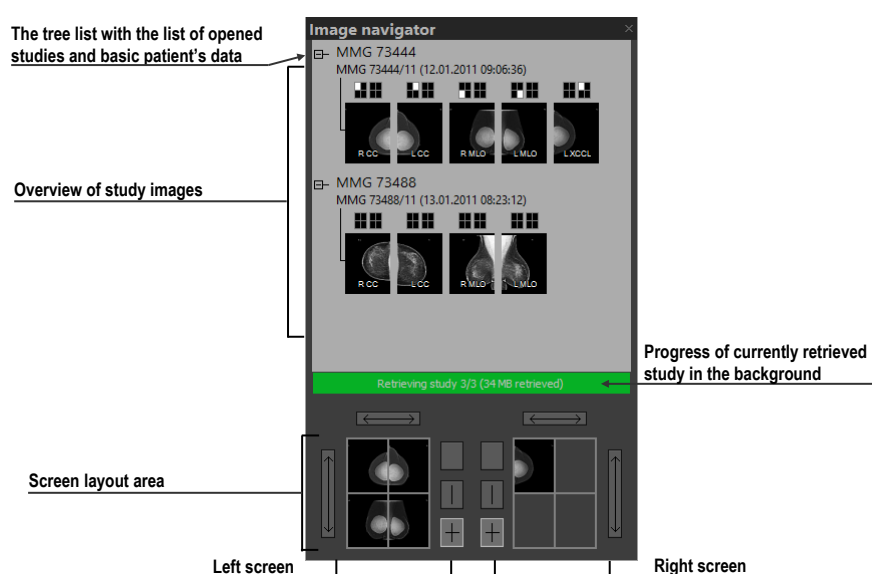 Image navigator
The tree list with the list of opened
studies and basic patient's data
MMG 73444
MMG 73444/11 (12.01.2011 09:06:36)
R CC
L CC
R MLO
L MLO
L XCCL
Overview of study images
MMG 73488
MMG 73488/11 (13.01.2011 08:23:12)
R CC
L CC
R MLO
L MLO
Progress of currently retrieved
study in the background
Retrieving study 3/3 (34 MB retrieved)
Screen layout area
Left screen
Right screen